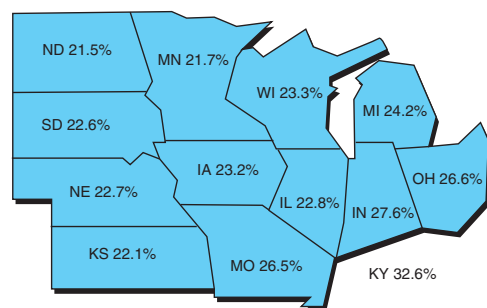 ND 21.5%
MN 21.7%
WI 23.3%
MI 24.2%
SD 22.6%
IA 23.2%
OH 26.6%
NE 22.7%
IL 22.8%
IN 27.6%
KS 22.1%
MO 26.5%
KY 32.6%